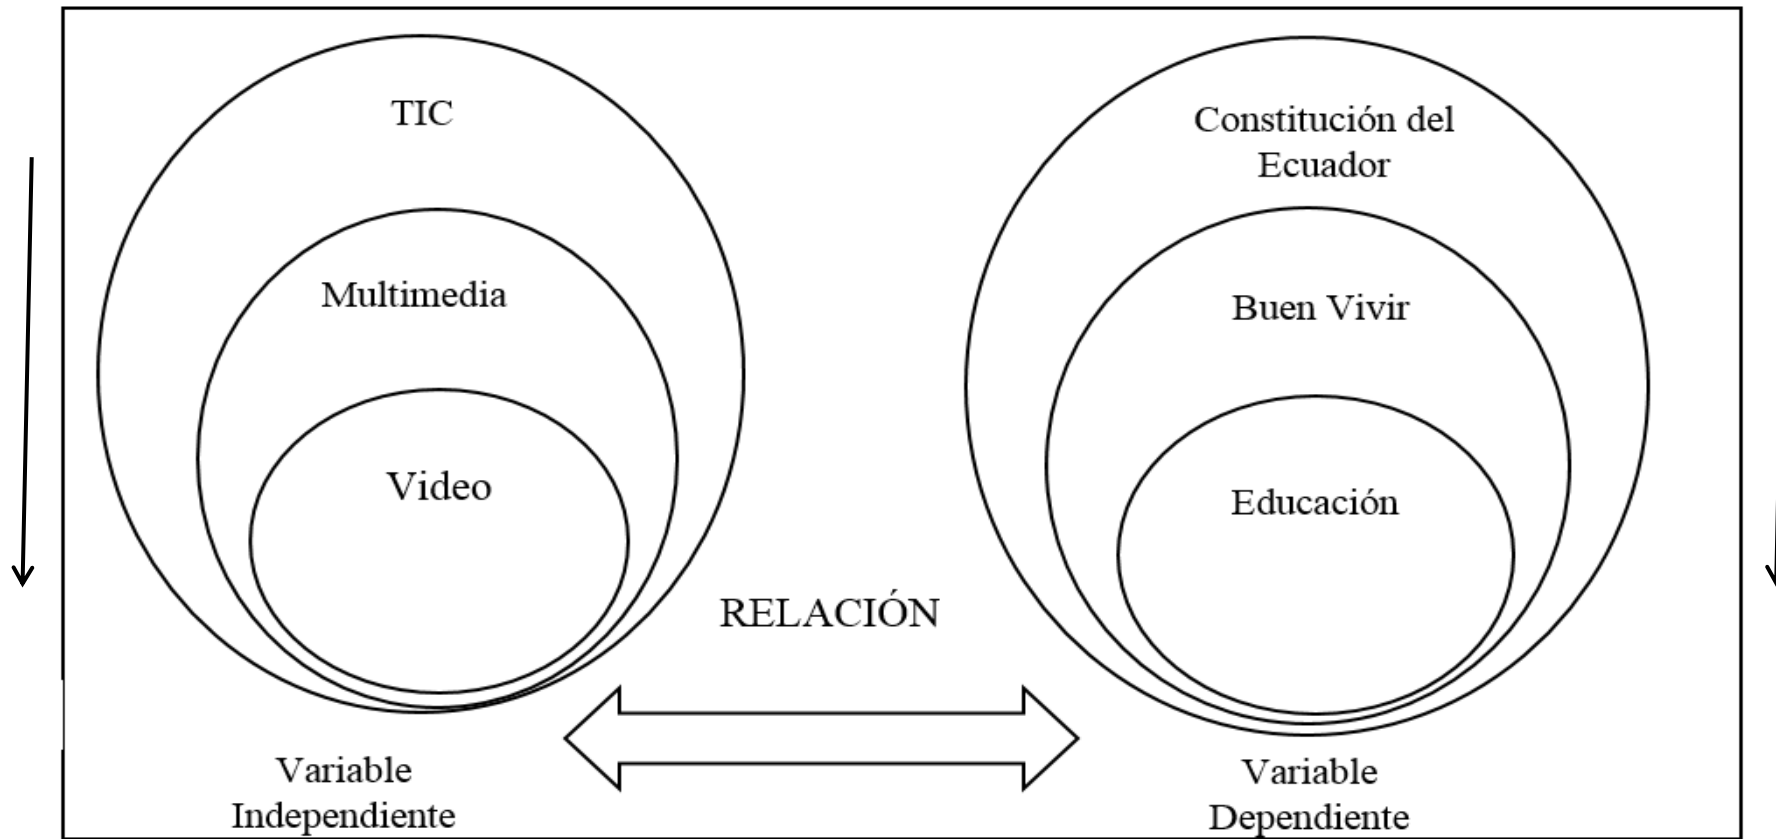 TIC
Multimedia
Video
Constitución del
Ecuador
Buen Vivir
Educación
RELACIÓN
Variable
Independiente
Variable
Dependiente